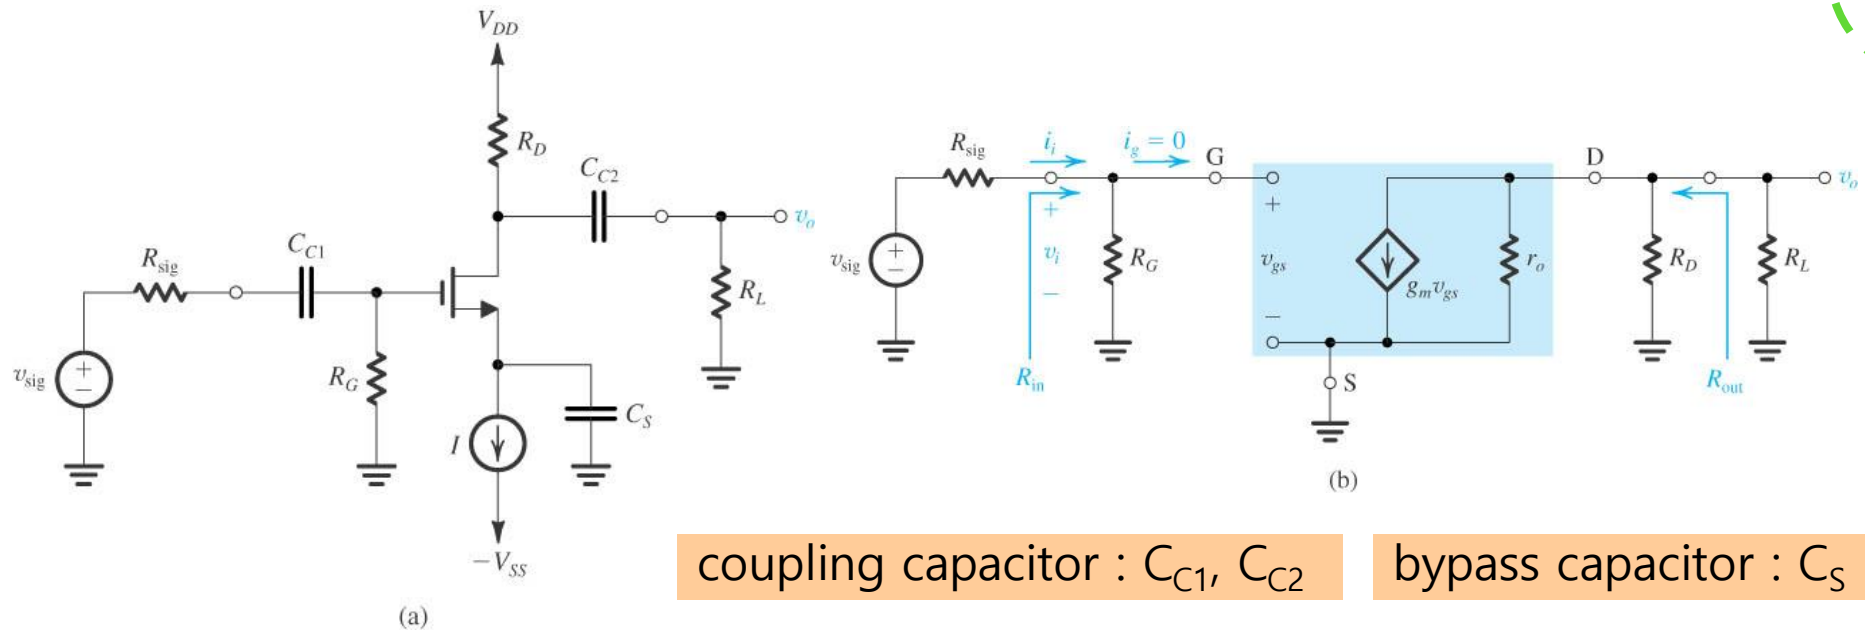 V_DD
R_D
C_C2
v_o
C_C1
R_sig
R_L
v_sig
+
−
R_G
I
C_S
−V_SS
(a)
R_sig
i_i
i_g = 0
G
D
v_o
+
+
v_sig
+
−
v_i
R_G
v_gs
r_o
R_D
R_L
g_m v_gs
−
−
R_in
S
R_out
(b)
coupling capacitor : C_C1, C_C2
bypass capacitor : C_S